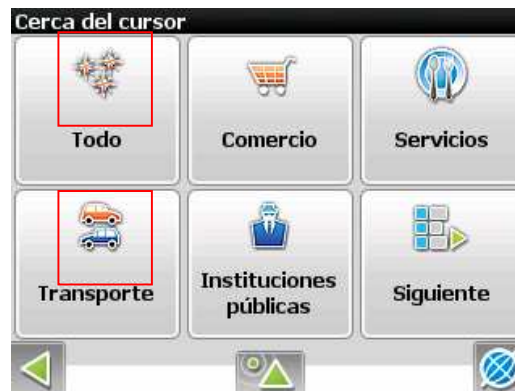 Cerca del cursor
Todo
Comercio
Servicios
Transporte
Instituciones
públicas
Siguiente